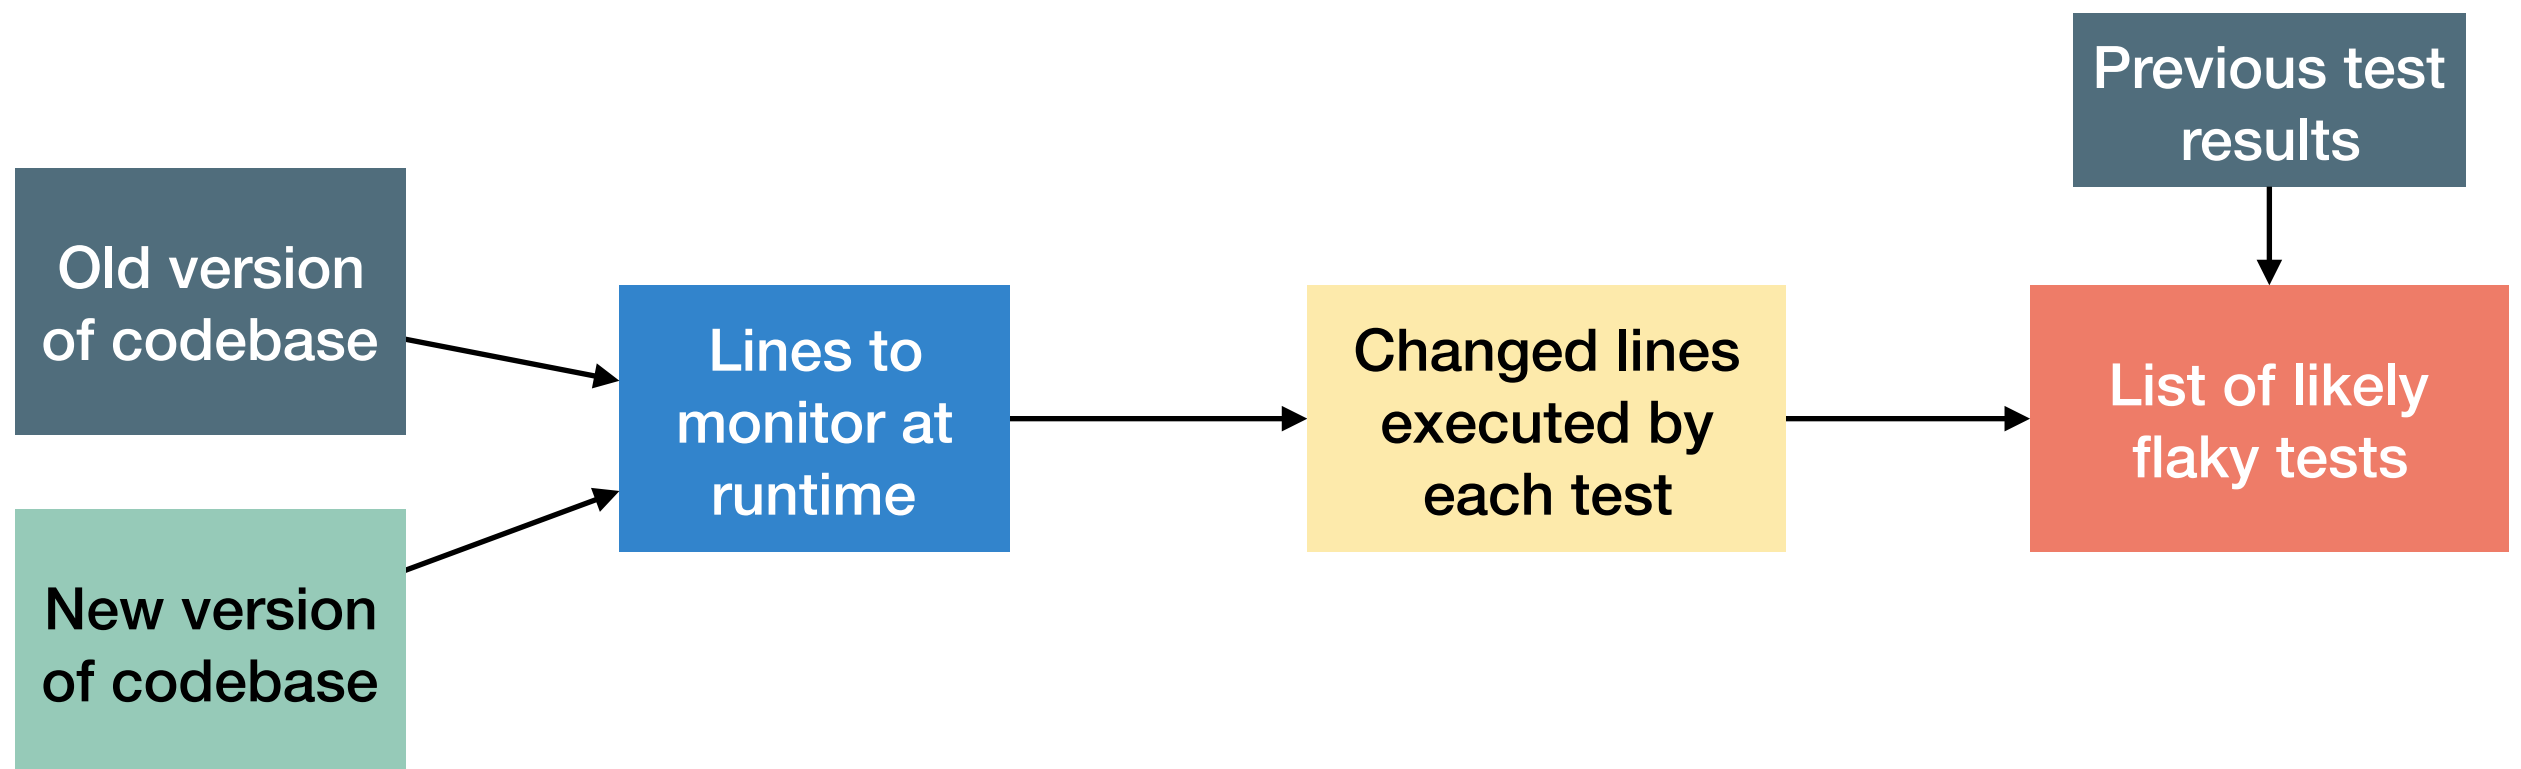 Old version
of codebase
New version
of codebase
Lines to
monitor at
runtime
Changed lines
executed by
each test
Previous test
results
List of likely
flaky tests